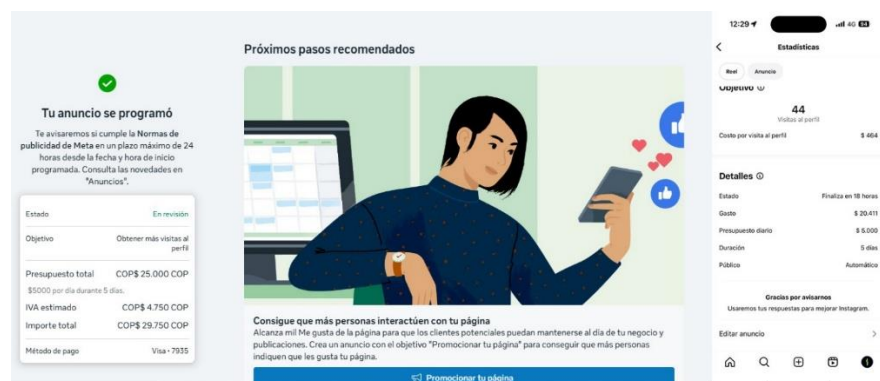 Tu anuncio se programó
Te avisaremos si cumple la Normas de
publicidad de Meta en un plazo máximo de 24
horas desde la fecha y hora de inicio
programada. Consulta las novedades en
"Anuncios".
Estado En revisión
Objetivo Obtener más visitas al
perfil
Presupuesto total COP$ 25.000 COP
$5000 por día durante 5 días.
IVA estimado COP$ 4.750 COP
Importe total COP$ 29.750 COP
Método de pago Visa · 7935
Próximos pasos recomendados
Consigue que más personas interactúen con tu página
Alcanza mil Me gusta de la página para que los clientes potenciales puedan mantenerse al día de tu negocio y
publicaciones. Crea un anuncio con el objetivo "Promocionar tu página" para conseguir que más personas
indiquen que les gusta tu página.
Promocionar tu página
12:29 4G 54
Estadísticas
Reel Anuncio
Objetivo
44
Visitas al perfil
Costo por visita al perfil $ 464
Detalles
Estado Finaliza en 18 horas
Gasto $ 20.411
Presupuesto diario $ 5.000
Duración 5 días
Público Automático
Gracias por avisarnos
Usaremos tus respuestas para mejorar Instagram.
Editar anuncio